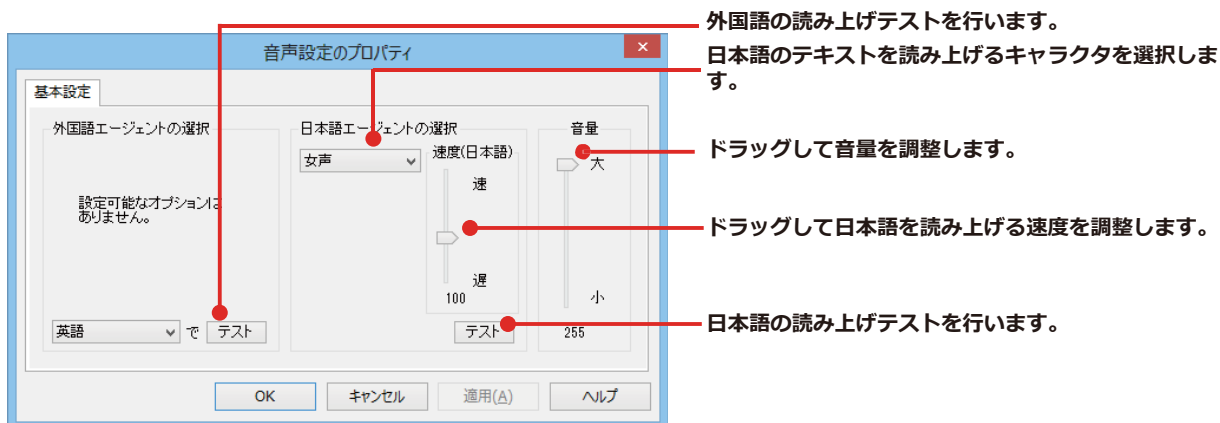 外国語の読み上げテストを行います。
音声設定のプロパティ
日本語のテキストを読み上げるキャラクタを選択しま
す。
基本設定
外国語エージェントの選択
日本語エージェントの選択
音量
女声
速度(日本語)
大
ドラッグして音量を調整します。
速
設定可能なオプションは
ありません。
ドラッグして日本語を読み上げる速度を調整します。
遅
100
小
英語
で
テスト
テスト
255
日本語の読み上げテストを行います。
OK
キャンセル
適用(A)
ヘルプ